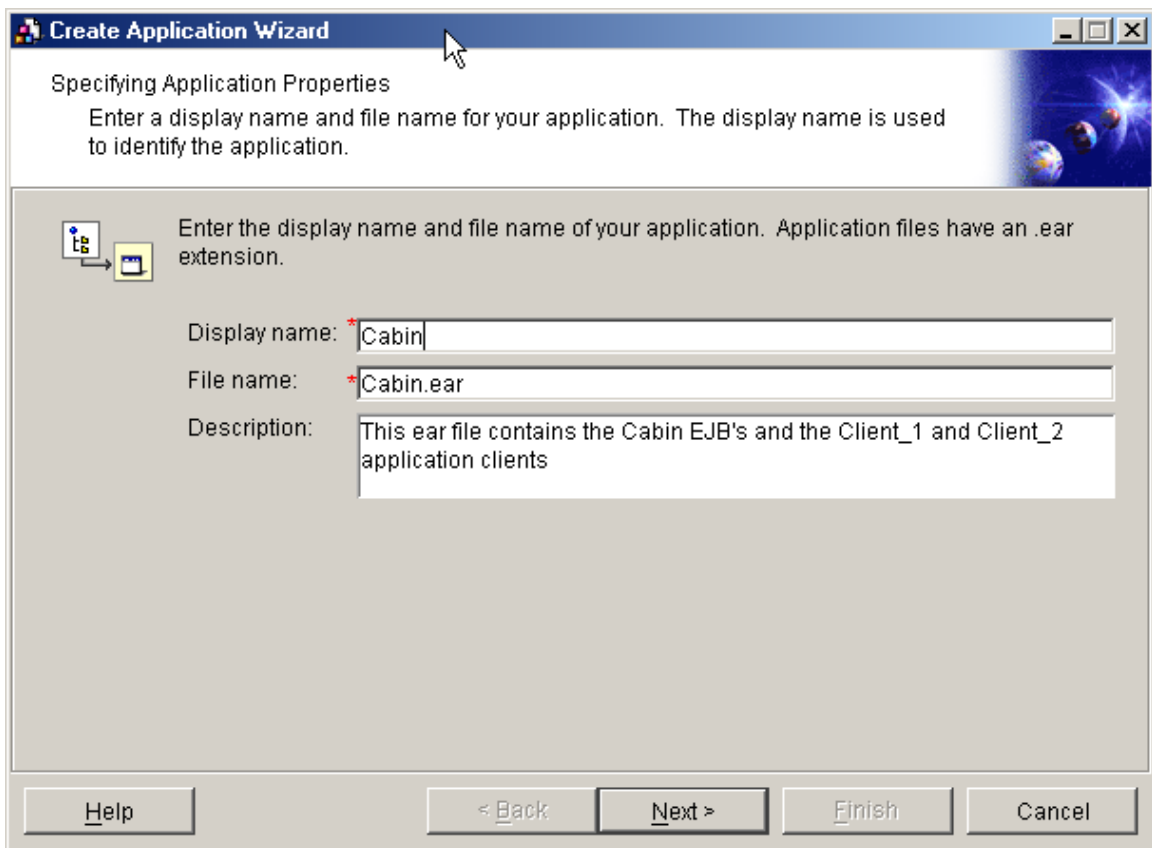 Create Application Wizard
Specifying Application Properties
Enter a display name and file name for your application. The display name is used
to identify the application.
Enter the display name and file name of your application. Application files have an .ear
extension.
Display name: *Cabin
File name: *Cabin.ear
Description: This ear file contains the Cabin EJB's and the Client_1 and Client_2
application clients
Help < Back Next > Finish Cancel